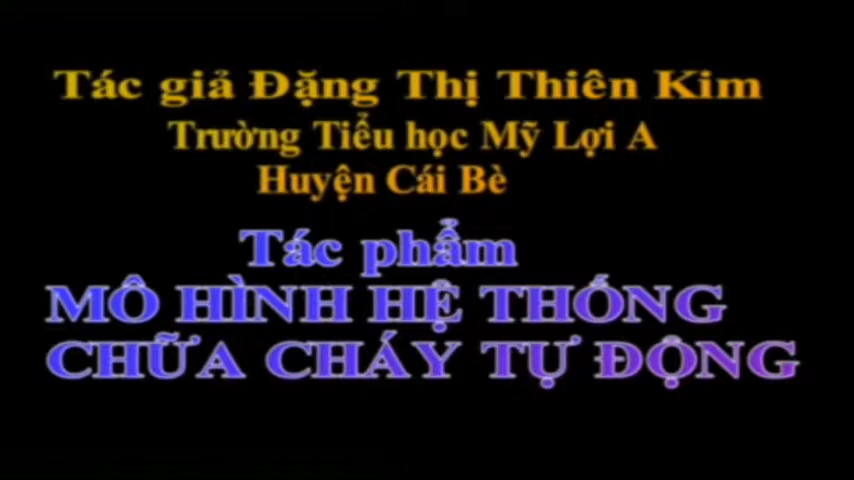 Tác giả Đặng Thị Thiên Kim
Trường Tiểu học Mỹ Lợi A
Huyện Cái Bè
Tác phẩm
MÔ HÌNH HỆ THỐNG
CHỮA CHÁY TỰ ĐỘNG